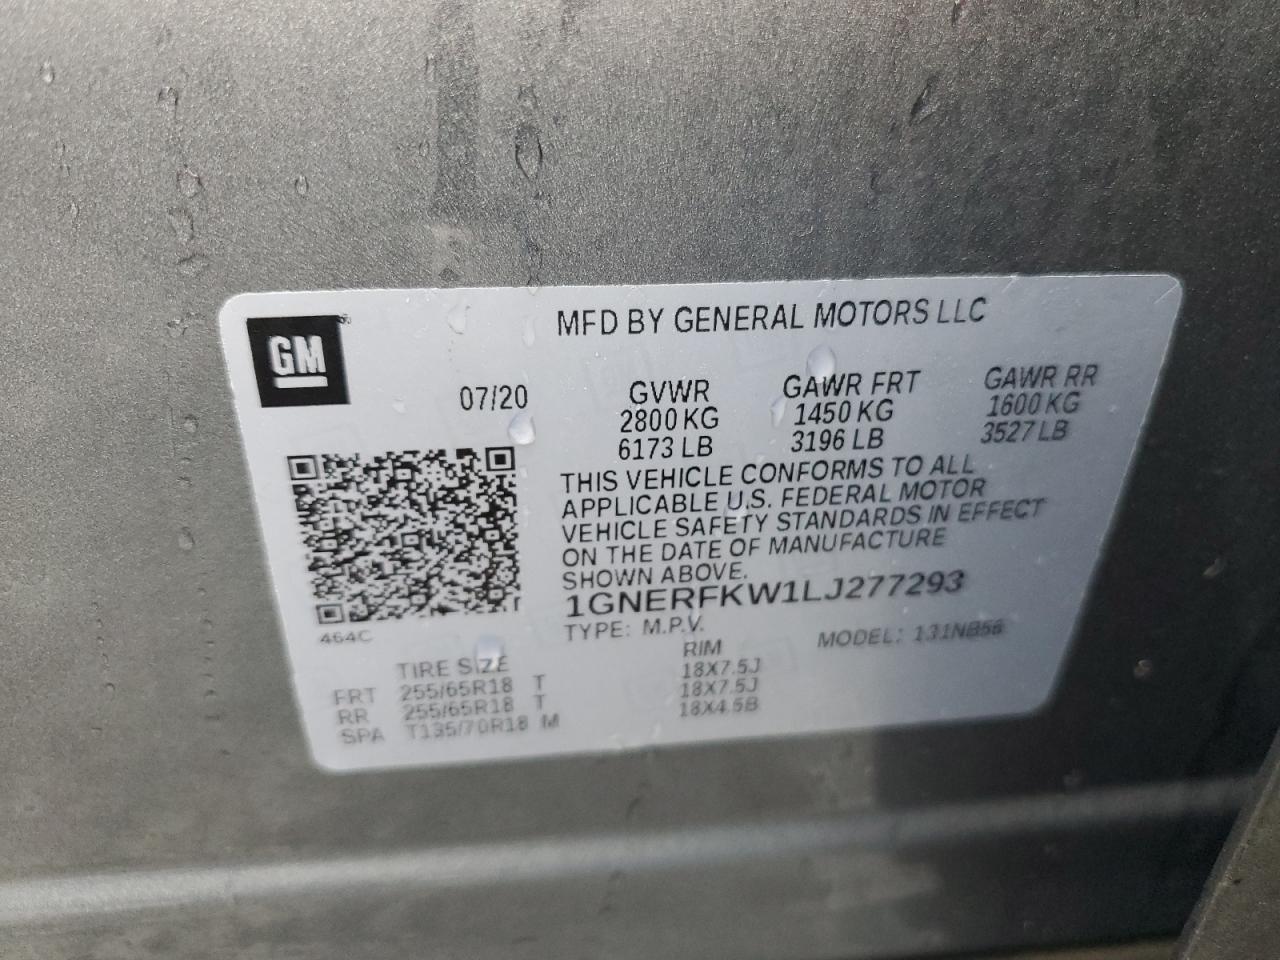 GM
MFD BY GENERAL MOTORS LLC
07/20 GVWR GAWR FRT GAWR RR
2800 KG 1450 KG 1600 KG
6173 LB 3196 LB 3527 LB
THIS VEHICLE CONFORMS TO ALL
APPLICABLE U.S. FEDERAL MOTOR
VEHICLE SAFETY STANDARDS IN EFFECT
ON THE DATE OF MANUFACTURE
SHOWN ABOVE.
1GNERFKW1LJ277293
464C
TYPE: M.P.V. MODEL: 131NB56
TIRE SIZE RIM
FRT 255/65R18 T 18X7.5J
RR 255/65R18 T 18X7.5J
SPA T135/70R18 M 18X4.5B